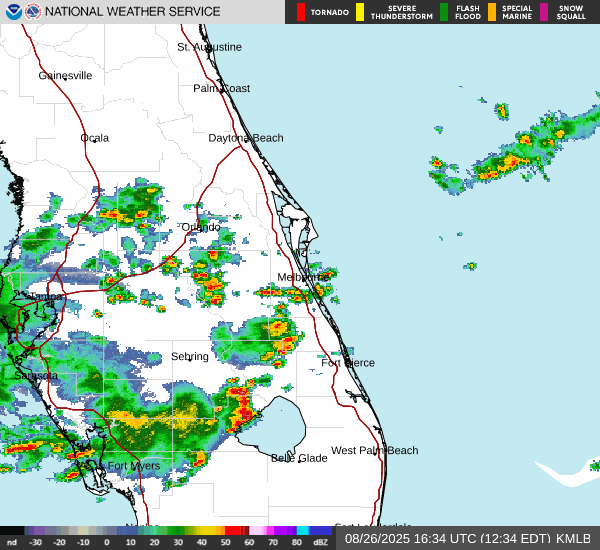 NATIONAL WEATHER SERVICE
TORNADO
SEVERE THUNDERSTORM
FLASH FLOOD
SPECIAL MARINE
SNOW SQUALL
St. Augustine
Gainesville
Palm Coast
Ocala
Daytona Beach
Orlando
Melbourne
Tampa
Sebring
Fort Pierce
Sarasota
West Palm Beach
Belle Glade
Fort Myers
nd -30 -20 -10 0 10 20 30 40 50 60 70 80 dBZ
08/26/2025 16:34 UTC (12:34 EDT) KMLB